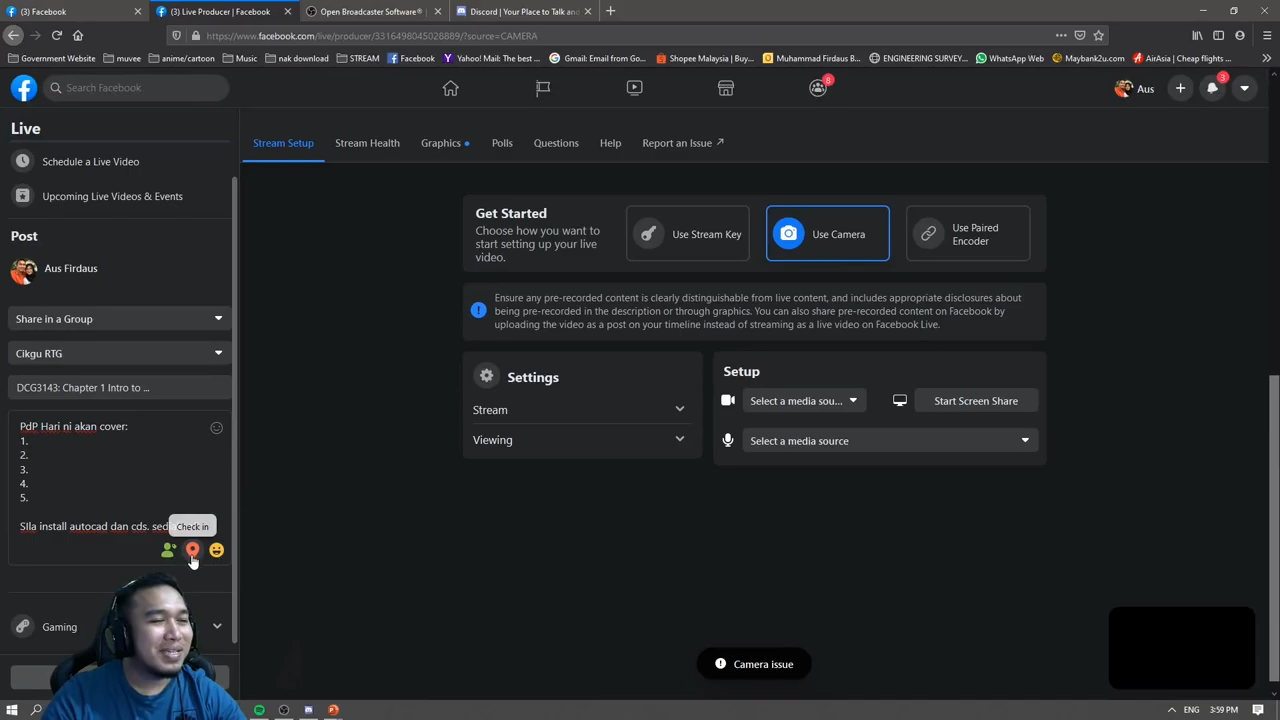 (3) Facebook
(3) Live Producer | Facebook
Open Broadcaster Software®
Discord | Your Place to Talk and
https://www.facebook.com/live/producer/3316498045028889/?source=CAMERA
Government Website
muvee
anime/cartoon
Music
nak download
STREAM
Facebook
Yahoo! Mail: The best ...
Gmail: Email from Go...
Shopee Malaysia | Buy...
Muhammad Firdaus B...
ENGINEERING SURVEY...
WhatsApp Web
Maybank2u.com
AirAsia | Cheap flights ...
Search Facebook
8
Aus
3
Live
Schedule a Live Video
Upcoming Live Videos & Events
Post
Aus Firdaus
Share in a Group
Cikgu RTG
DCG3143: Chapter 1 Intro to ...
PdP Hari ni akan cover:
1.
2.
3.
4.
5.
SIla install autocad dan cds.
Check in
Gaming
Stream Setup
Stream Health
Graphics
Polls
Questions
Help
Report an Issue
Get Started
Choose how you want to
start setting up your live
video.
Use Stream Key
Use Camera
Use Paired
Encoder
Ensure any pre-recorded content is clearly distinguishable from live content, and includes appropriate disclosures about
being pre-recorded in the description or through graphics. You can also share pre-recorded content on Facebook by
uploading the video as a post on your timeline instead of streaming as a live video on Facebook Live.
Settings
Stream
Viewing
Setup
Select a media sou...
Start Screen Share
Select a media source
Camera issue
ENG
3:59 PM